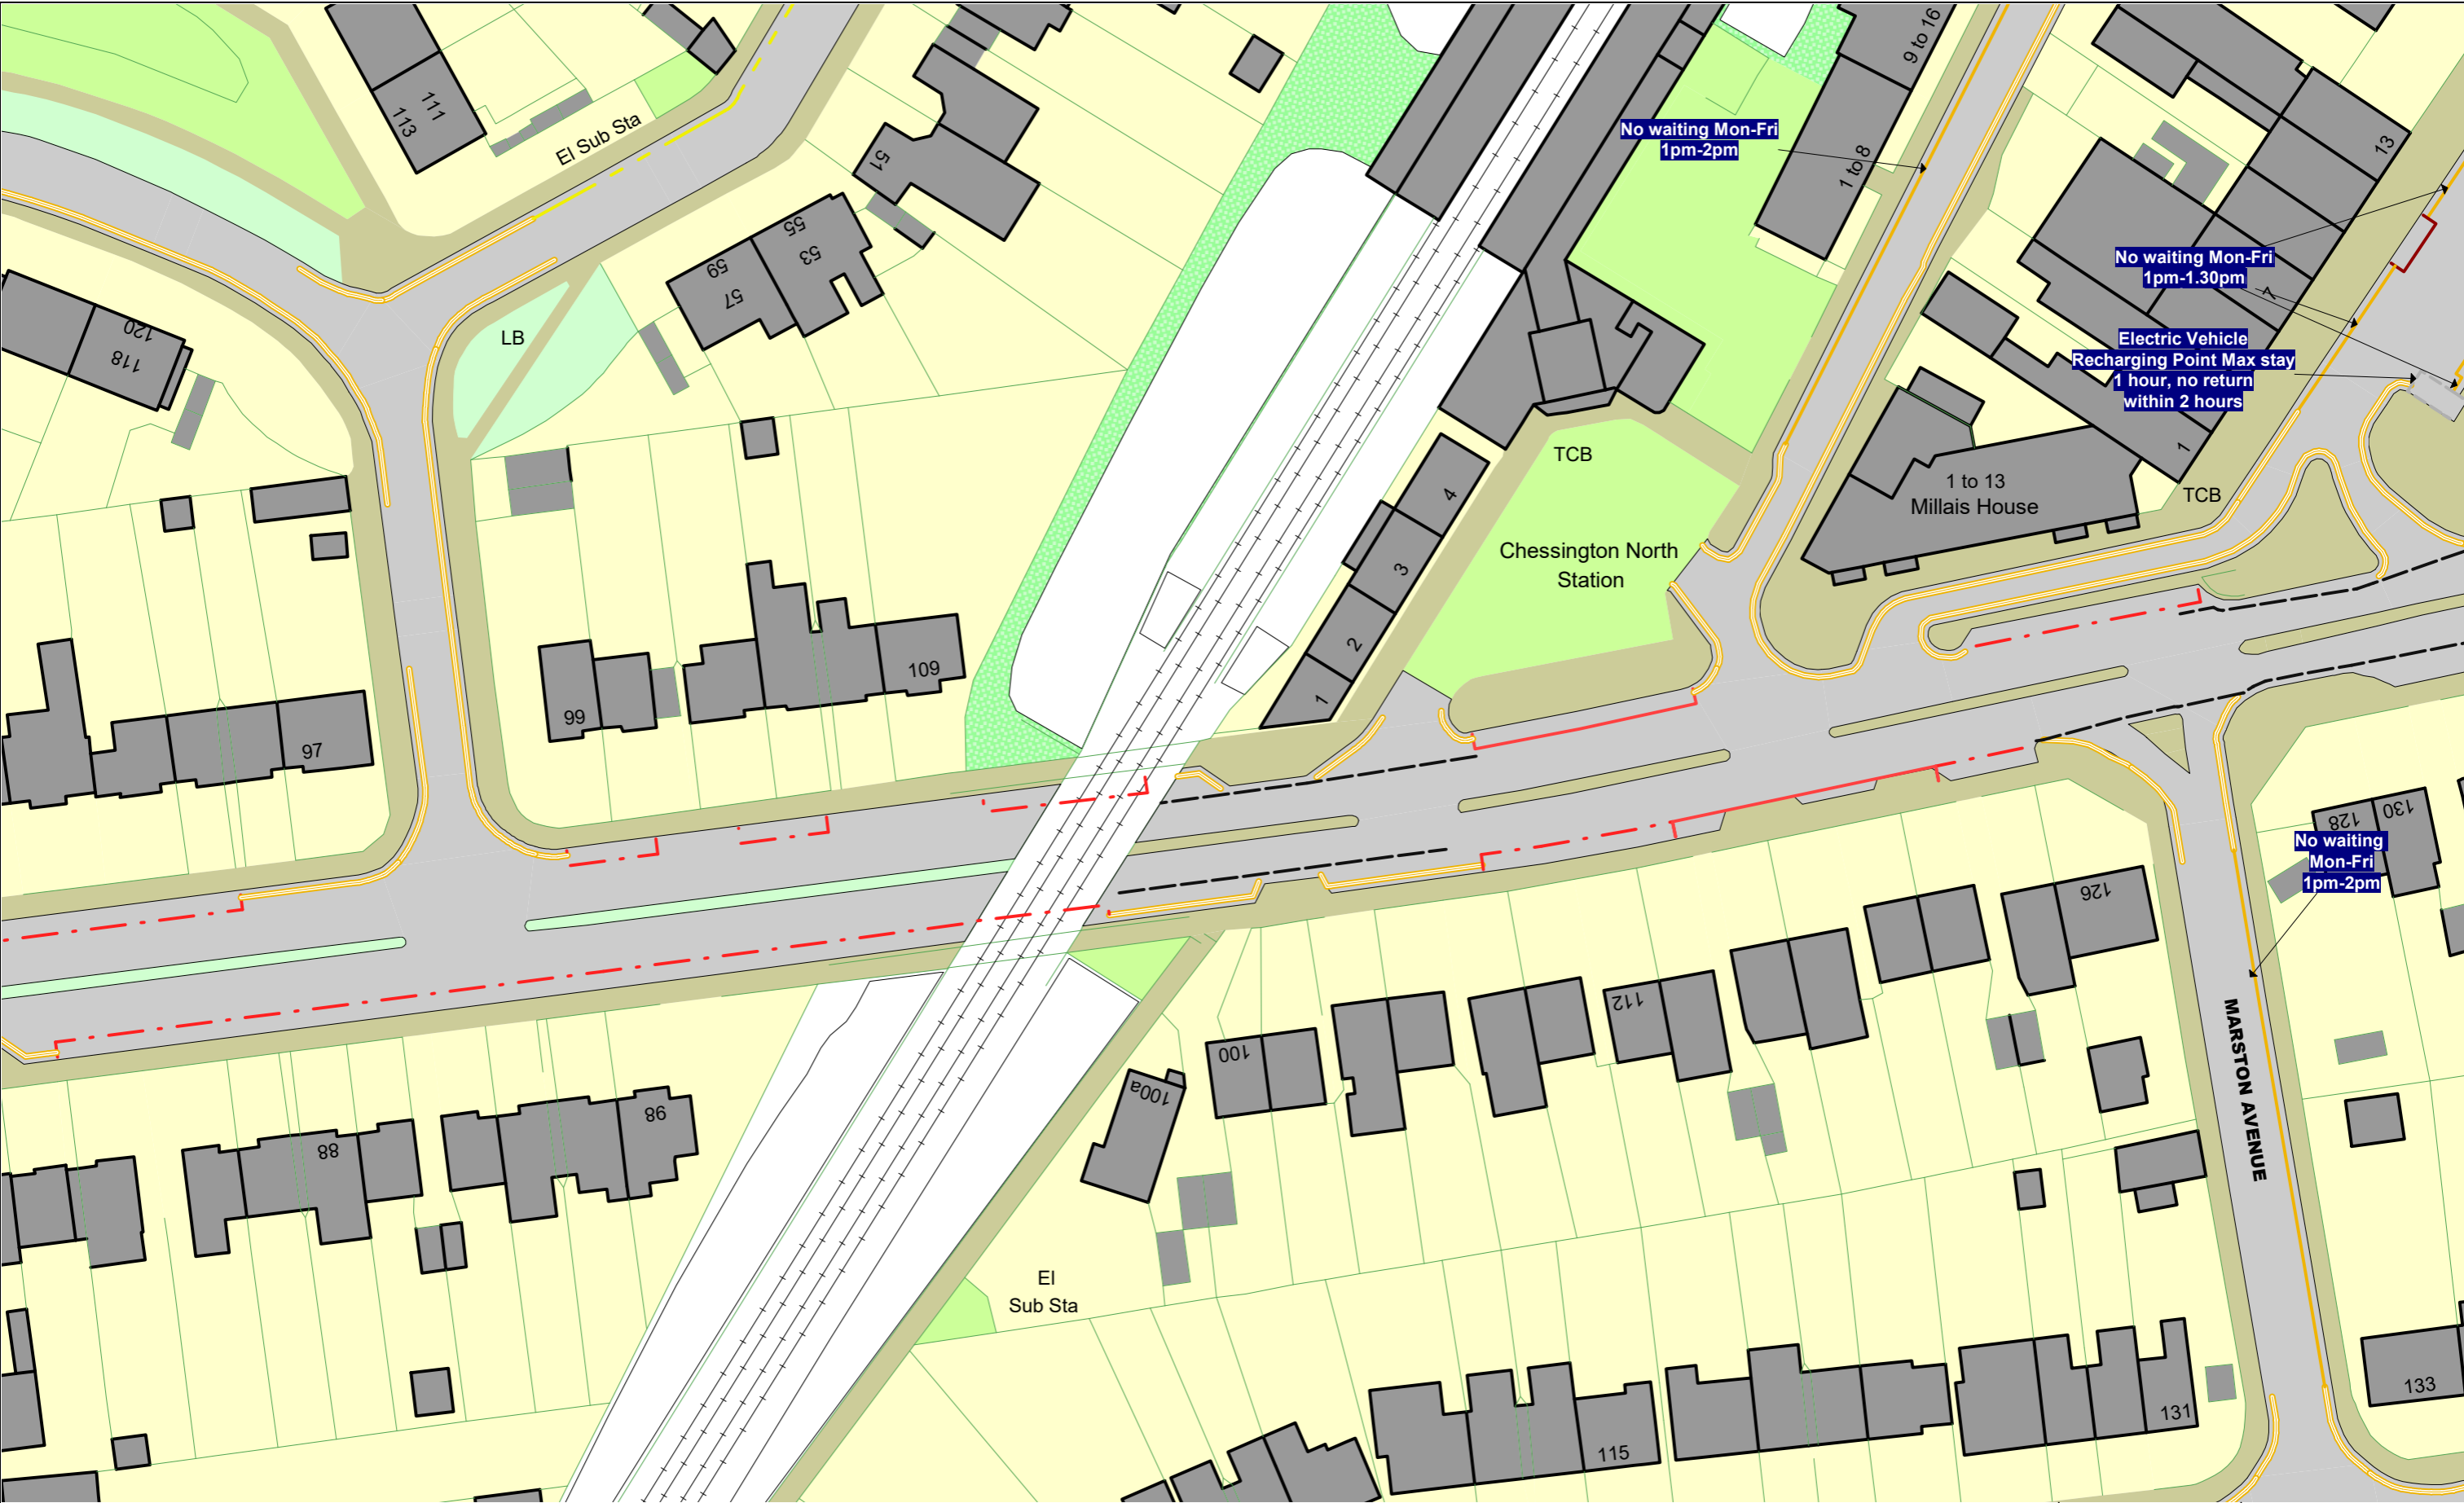 9 to 16
111
113
El Sub Sta
No waiting Mon-Fri
1pm-2pm
51
1 to 8
13
55
53
59
57
No waiting Mon-Fri
1pm-1.30pm
7
120
118
LB
Electric Vehicle
Recharging Point Max stay
1 hour, no return
within 2 hours
TCB
1
4
1 to 13
Millais House
TCB
Chessington North
Station
3
2
1
109
99
97
128
130
No waiting
Mon-Fri
1pm-2pm
126
112
100
100a
MARSTON AVENUE
98
88
El
Sub Sta
133
131
115